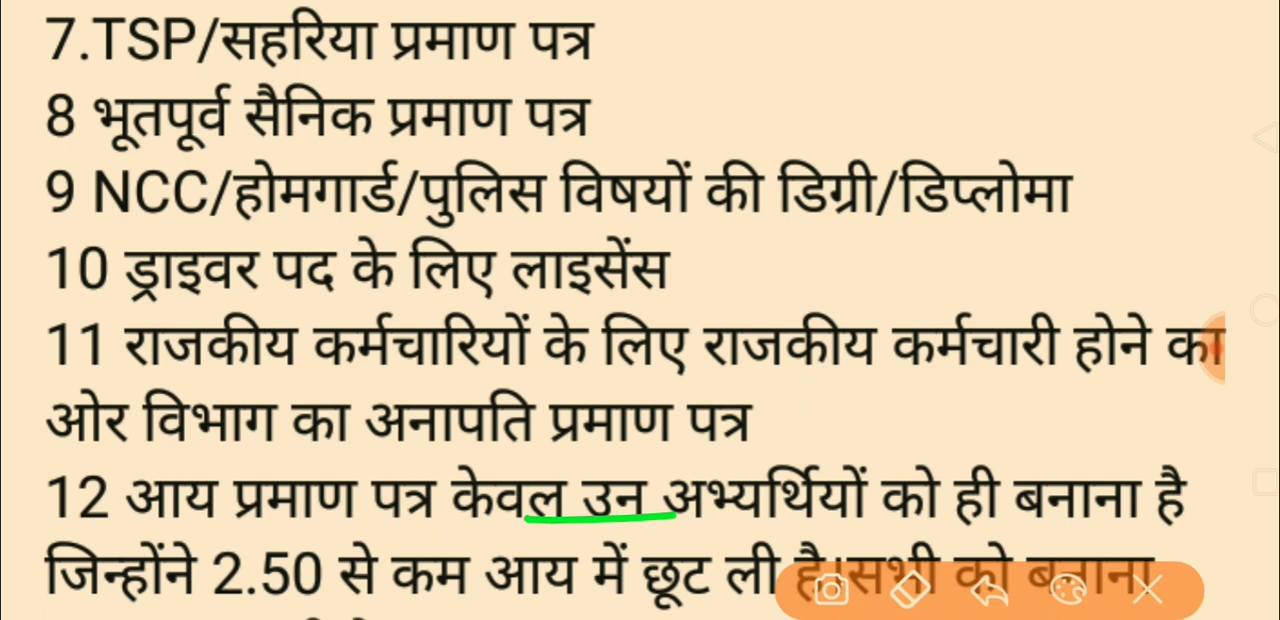 7.TSP/सहरिया प्रमाण पत्र
8 भूतपूर्व सैनिक प्रमाण पत्र
9 NCC/होमगार्ड/पुलिस विषयों की डिग्री/डिप्लोमा
10 ड्राइवर पद के लिए लाइसेंस
11 राजकीय कर्मचारियों के लिए राजकीय कर्मचारी होने का
ओर विभाग का अनापति प्रमाण पत्र
12 आय प्रमाण पत्र केवल उन अभ्यर्थियों को ही बनाना है
जिन्होंने 2.50 से कम आय में छूट ली है।सभी को बनाना